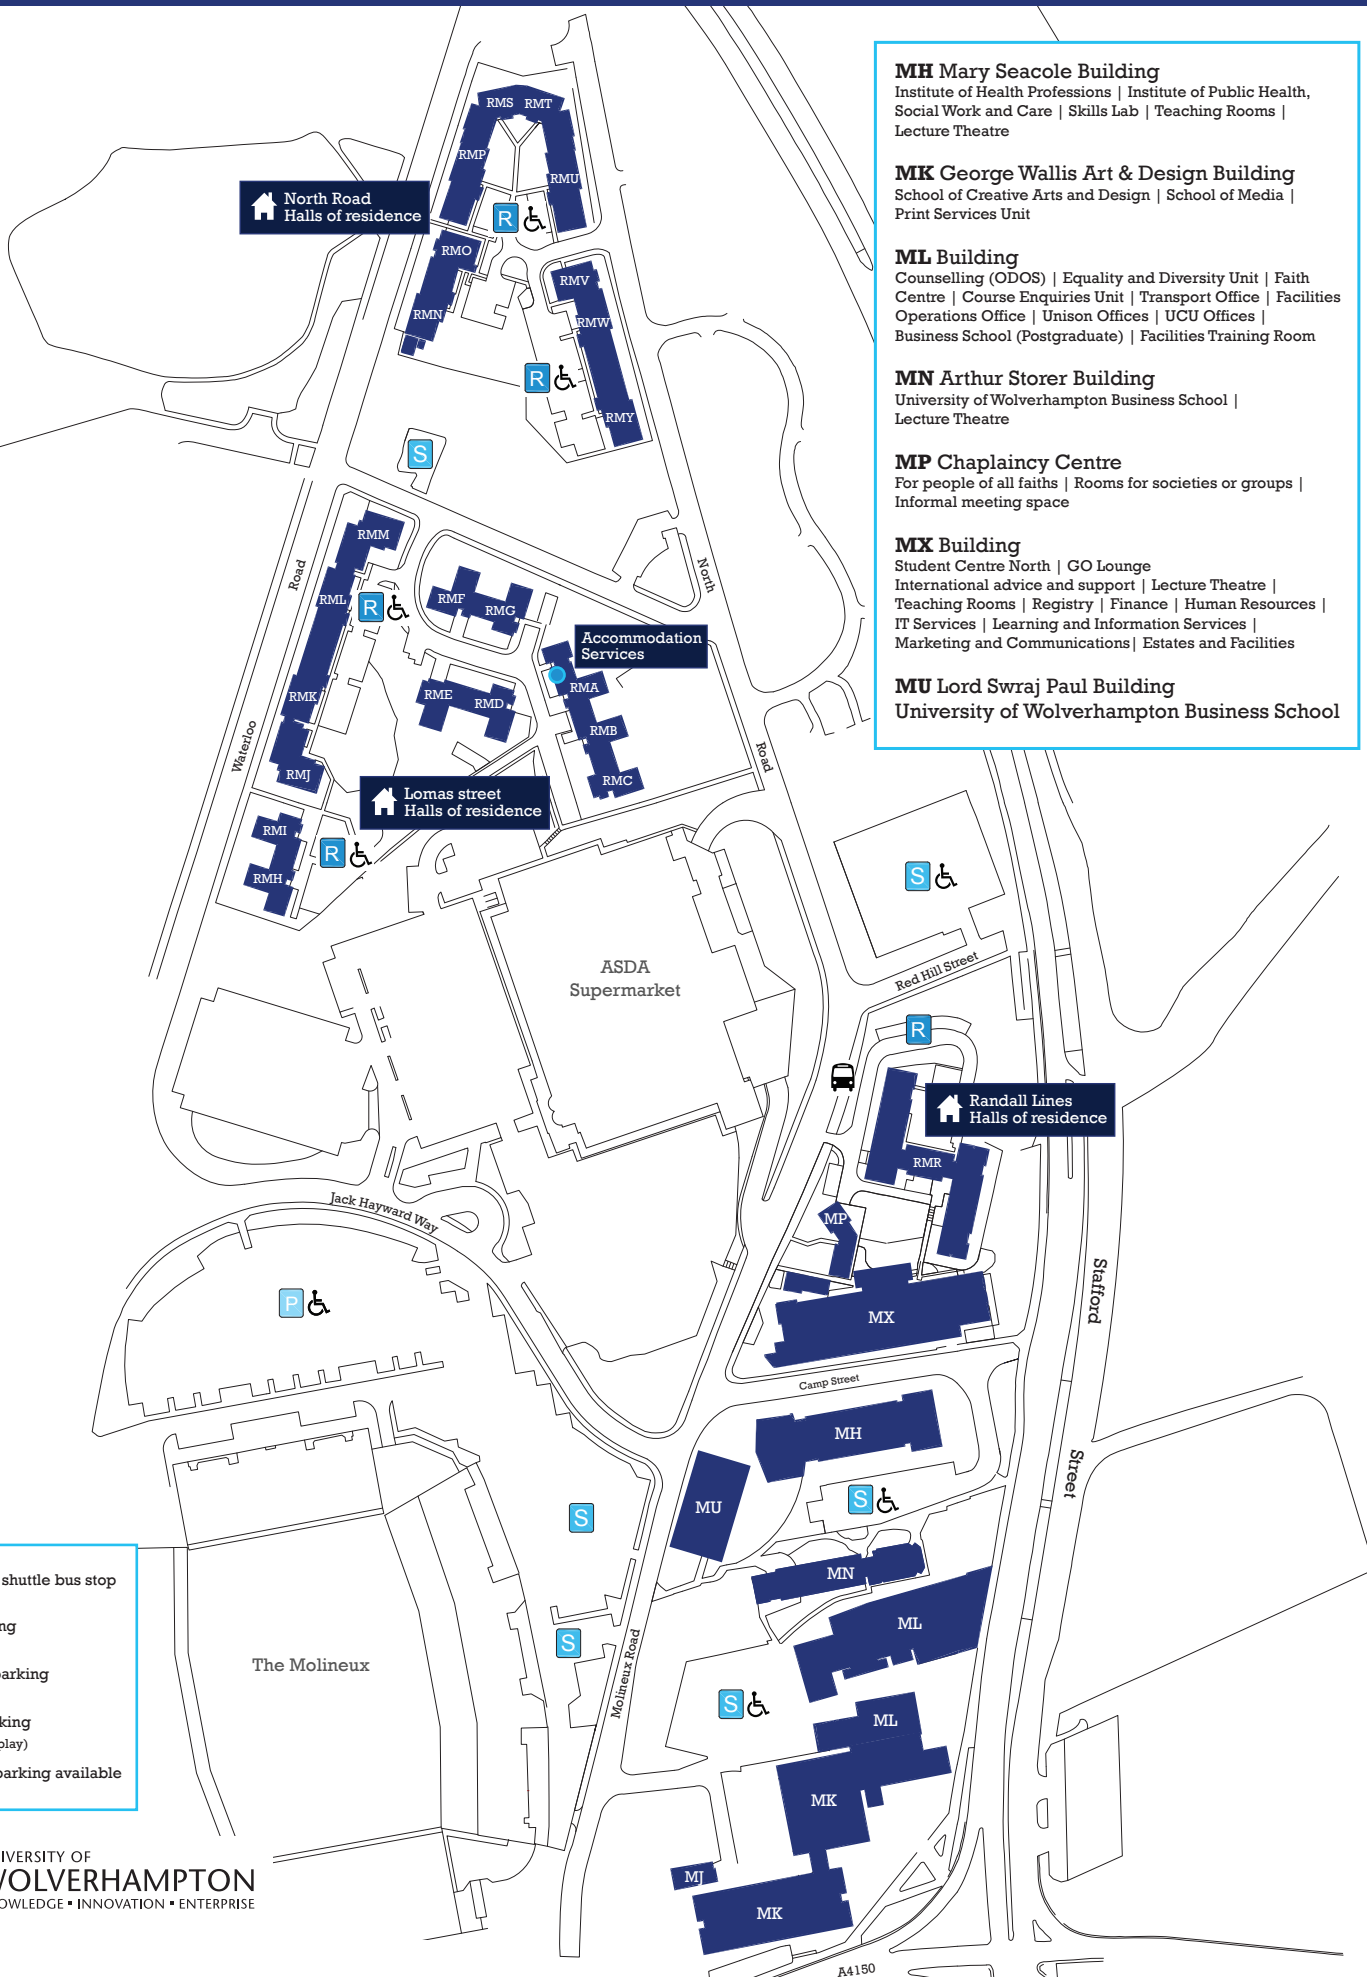 MH Mary Seacole Building
Institute of Health Professions | Institute of Public Health,
Social Work and Care | Skills Lab | Teaching Rooms |
Lecture Theatre
MK George Wallis Art & Design Building
School of Creative Arts and Design | School of Media |
Print Services Unit
ML Building
Counselling (ODOS) | Equality and Diversity Unit | Faith
Centre | Course Enquiries Unit | Transport Office | Facilities
Operations Office | Unison Offices | UCU Offices |
Business School (Postgraduate) | Facilities Training Room
MN Arthur Storer Building
University of Wolverhampton Business School |
Lecture Theatre
MP Chaplaincy Centre
For people of all faiths | Rooms for societies or groups |
Informal meeting space
MX Building
Student Centre North | GO Lounge
International advice and support | Lecture Theatre |
Teaching Rooms | Registry | Finance | Human Resources |
IT Services | Learning and Information Services |
Marketing and Communications| Estates and Facilities
MU Lord Swraj Paul Building
University of Wolverhampton Business School
RMS RMT
RMP
RMU
North Road
Halls of residence
R
RMO
RMV
RMN
RMW
R
RMY
S
RMM
North
Road
RML
R
RMF
RMG
Accommodation
Services
RMA
RMK
RME
RMD
RMB
Waterloo
Road
RMJ
RMC
Lomas street
Halls of residence
RMI
R
RMH
S
ASDA
Supermarket
Red Hill Street
R
Randall Lines
Halls of residence
RMR
Jack Hayward Way
MP
Stafford
P
MX
Camp Street
MH
Street
MU
S
S
MN
ML
S
The Molineux
Molineux Road
S
ML
MK
MJ
MK
A4150
shuttle bus stop
ng
arking
king
play)
parking available
IVERSITY OF
WOLVERHAMPTON
OWLEDGE ▪ INNOVATION ▪ ENTERPRISE